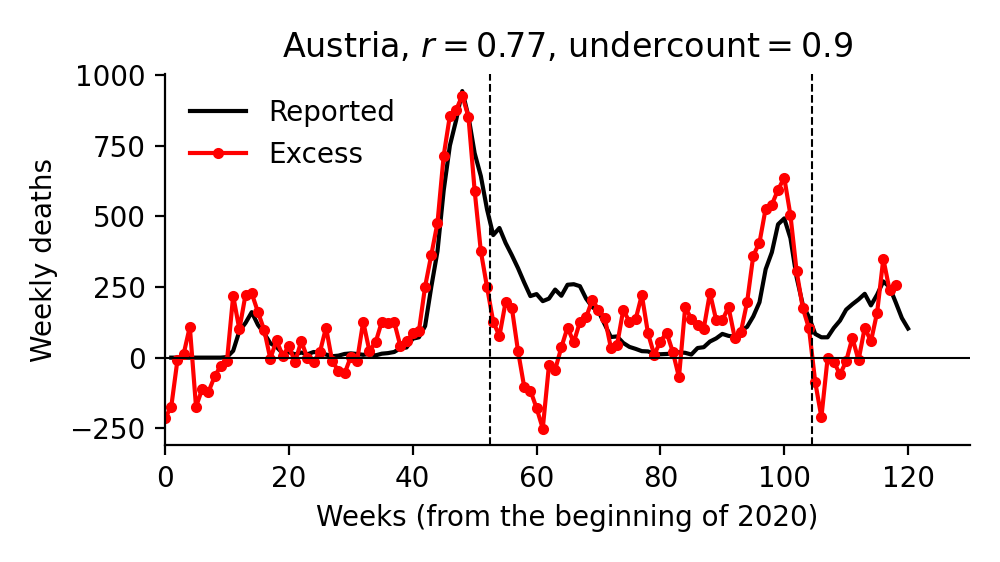 Austria, r = 0.77, undercount = 0.9
Weekly deaths
1000
750
500
250
0
−250
Reported
Excess
0 20 40 60 80 100 120
Weeks (from the beginning of 2020)